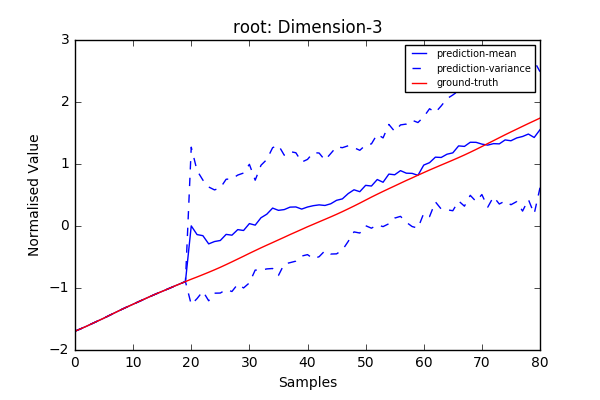 root: Dimension-3
3
2
1
0
−1
−2
Normalised Value
prediction-mean
prediction-variance
ground-truth
0 10 20 30 40 50 60 70 80
Samples